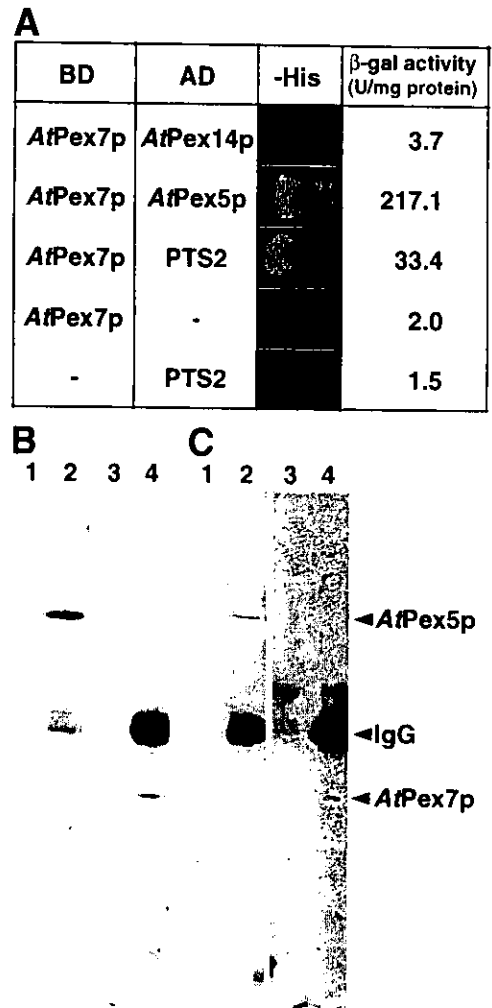 A
BD AD -His β-gal activity (U/mg protein)
AtPex7p AtPex14p 3.7
AtPex7p AtPex5p 217.1
AtPex7p PTS2 33.4
AtPex7p - 2.0
- PTS2 1.5
B C
1 2 3 4 1 2 3 4
AtPex5p
IgG
AtPex7p